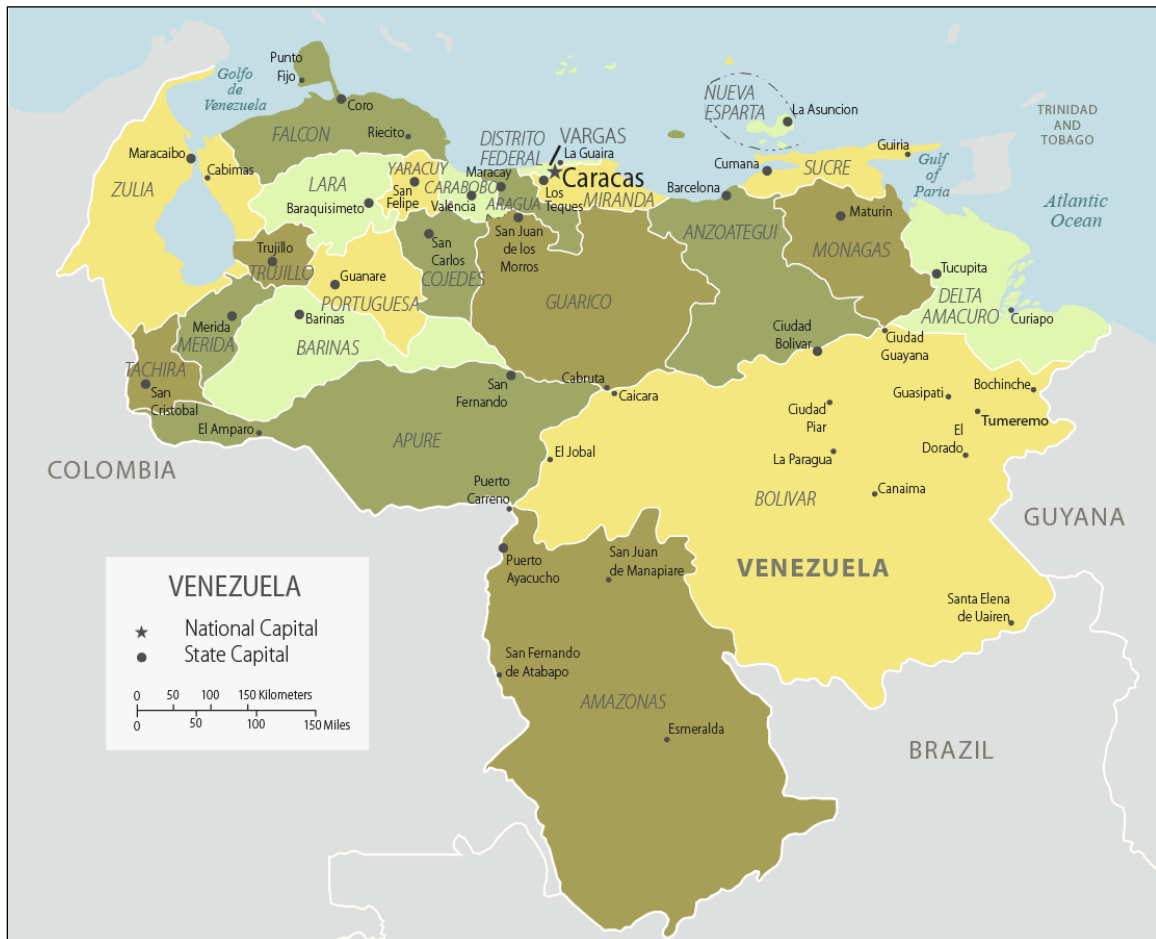 Punto
Fijo
Golfo
de
Venezuela
Coro
FALCON
Riecito
NUEVA
ESPARTA
La Asuncion
TRINIDAD
AND
TOBAGO
DISTRITO
FEDERAL
VARGAS
La Guaira
Caracas
Maracaibo
Cabimas
ZULIA
LARA
Baraquisimeto
YARACUY
San
Felipe
CARABOBO
Valencia
Maracay
ARAGUA
Los
Teques
MIRANDA
Cumana
SUCRE
Guiria
Gulf
of
Paria
Barcelona
Atlantic
Ocean
Trujillo
TRUJILLO
Guanare
PORTUGUESA
San
Carlos
COJEDES
San Juan
de los
Morros
GUARICO
ANZOATEGUI
Maturin
MONAGAS
Tucupita
DELTA
AMACURO
Curiapo
Merida
MERIDA
Barinas
BARINAS
TACHIRA
San
Cristobal
El Amparo
San
Fernando
APURE
Cabruta
Caicara
Ciudad
Bolivar
Ciudad
Guayana
Guasipati
Bochinche
Tumeremo
Ciudad
Piar
El
Dorado
El Jobal
La Paragua
Canaima
BOLIVAR
Puerto
Carreno
COLOMBIA
GUYANA
Puerto
Ayacucho
San Juan
de Manapiare
VENEZUELA
Santa Elena
de Uairen
San Fernando
de Atabapo
AMAZONAS
Esmeralda
BRAZIL
VENEZUELA
National Capital
State Capital
0 50 100 150 Kilometers
0 50 100 150 Miles